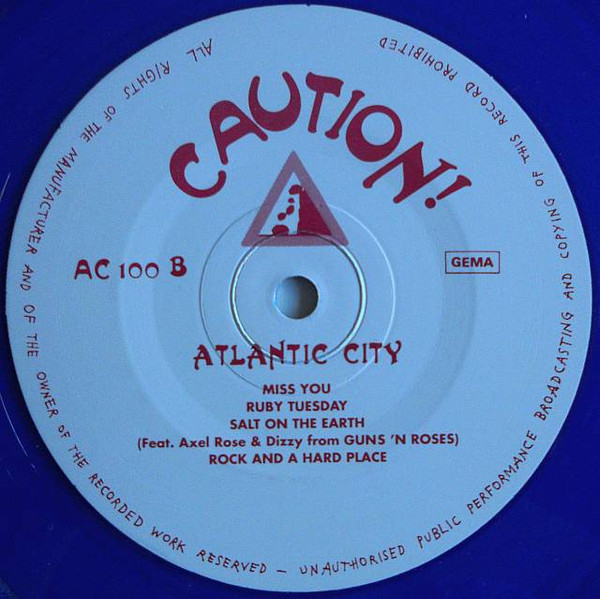 CAUTION!
AC 100 B
GEMA
ATLANTIC CITY
MISS YOU
RUBY TUESDAY
SALT ON THE EARTH
(Feat. Axel Rose & Dizzy from GUNS 'N ROSES)
ROCK AND A HARD PLACE
ALL RIGHTS OF THE MANUFACTURER AND OF THE OWNER OF THE RECORDED WORK RESERVED – UNAUTHORISED PUBLIC PERFORMANCE BROADCASTING AND COPYING OF THIS RECORD PROHIBITED